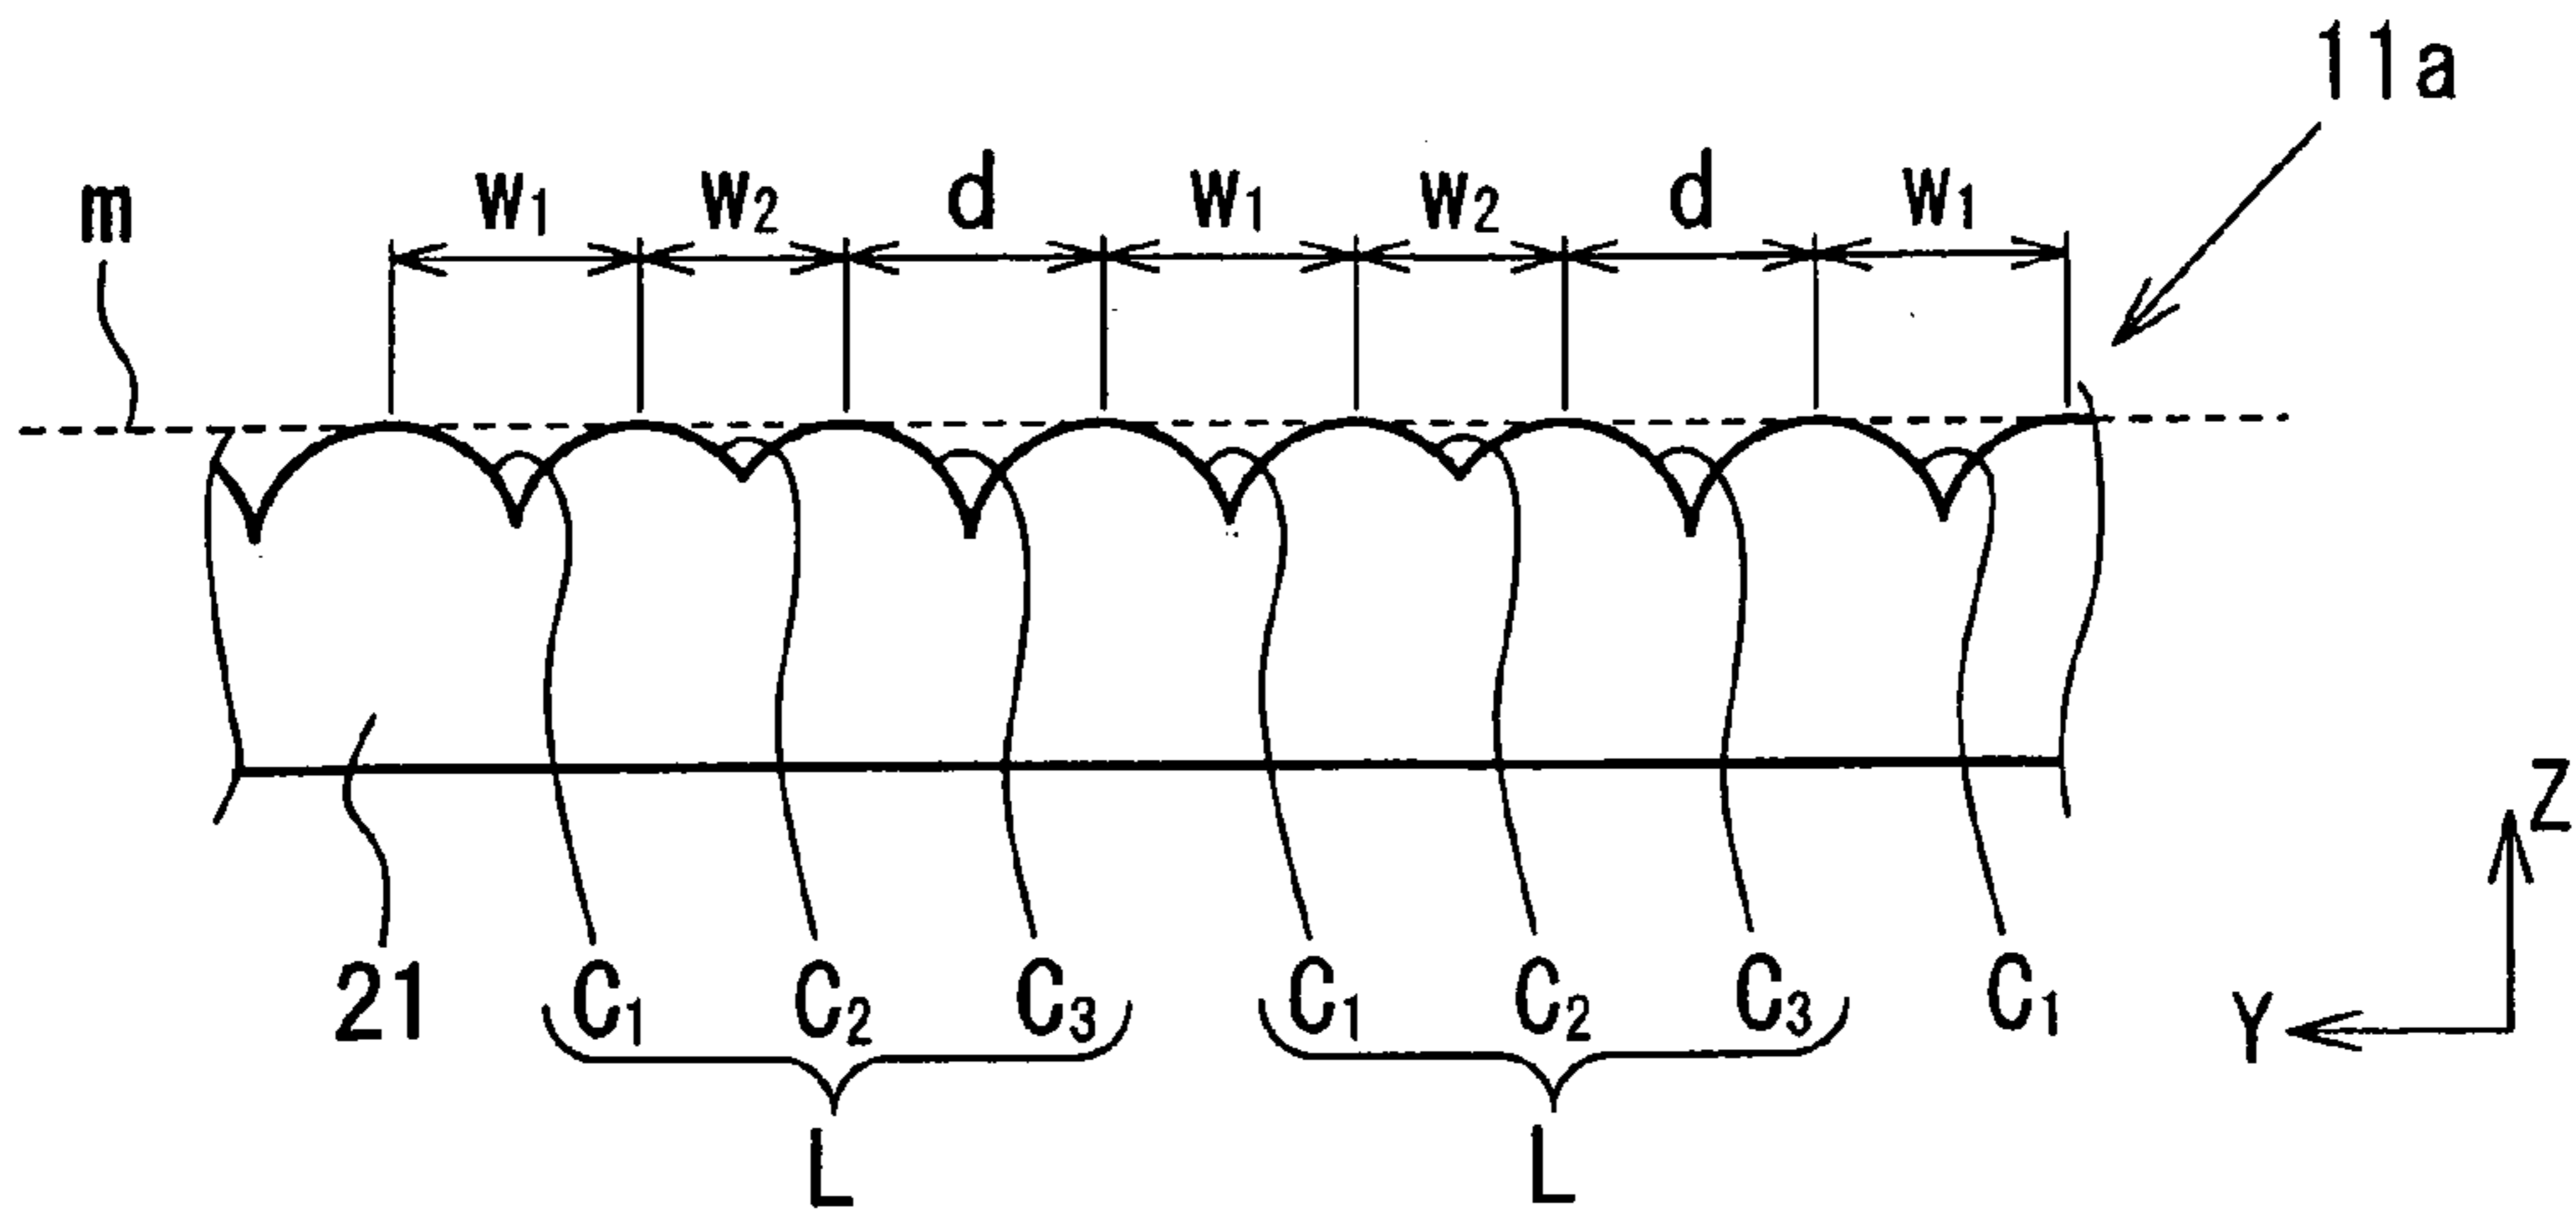 11a
m w₁ w₂ d w₁ w₂ d w₁
Z
21 C₁ C₂ C₃ C₁ C₂ C₃ C₁ Y
L L